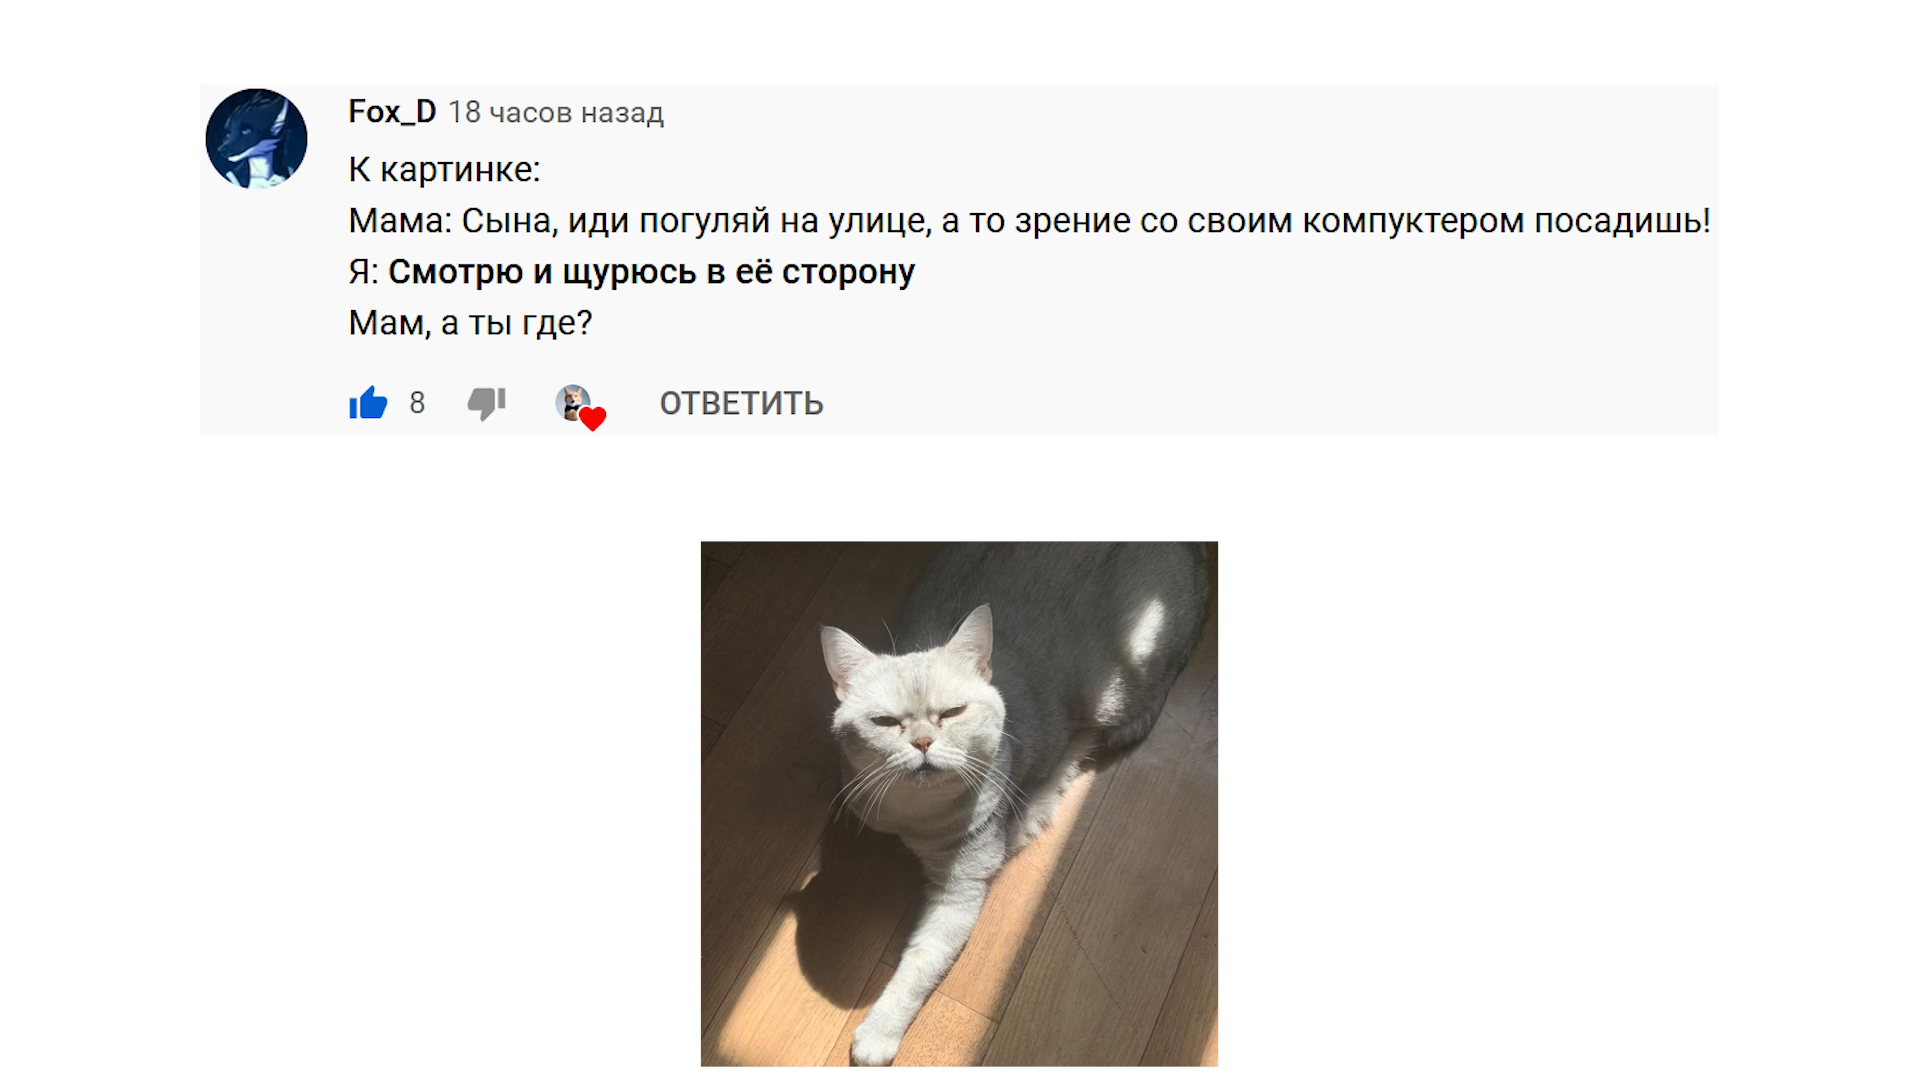 Fox_D 18 часов назад
К картинке:
Мама: Сына, иди погуляй на улице, а то зрение со своим компуктером посадишь!
Я: Смотрю и щурюсь в её сторону
Мам, а ты где?
8 ОТВЕТИТЬ